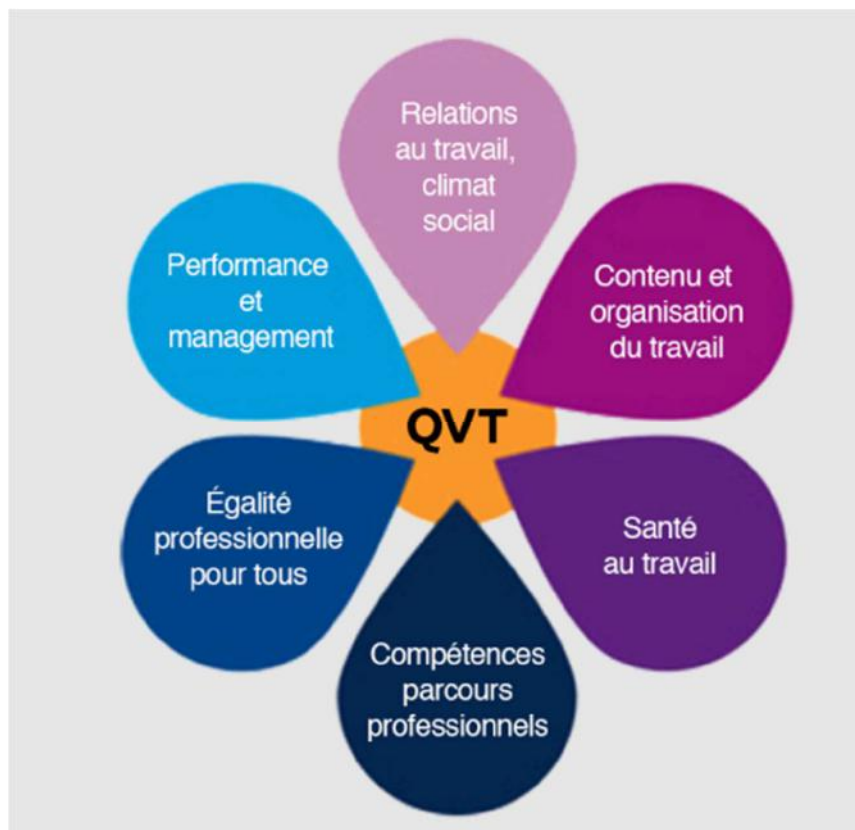 Relations
au travail,
climat
social
Contenu et
organisation
du travail
Santé
au travail
Compétences
parcours
professionnels
Égalité
professionnelle
pour tous
Performance
et
management
QVT